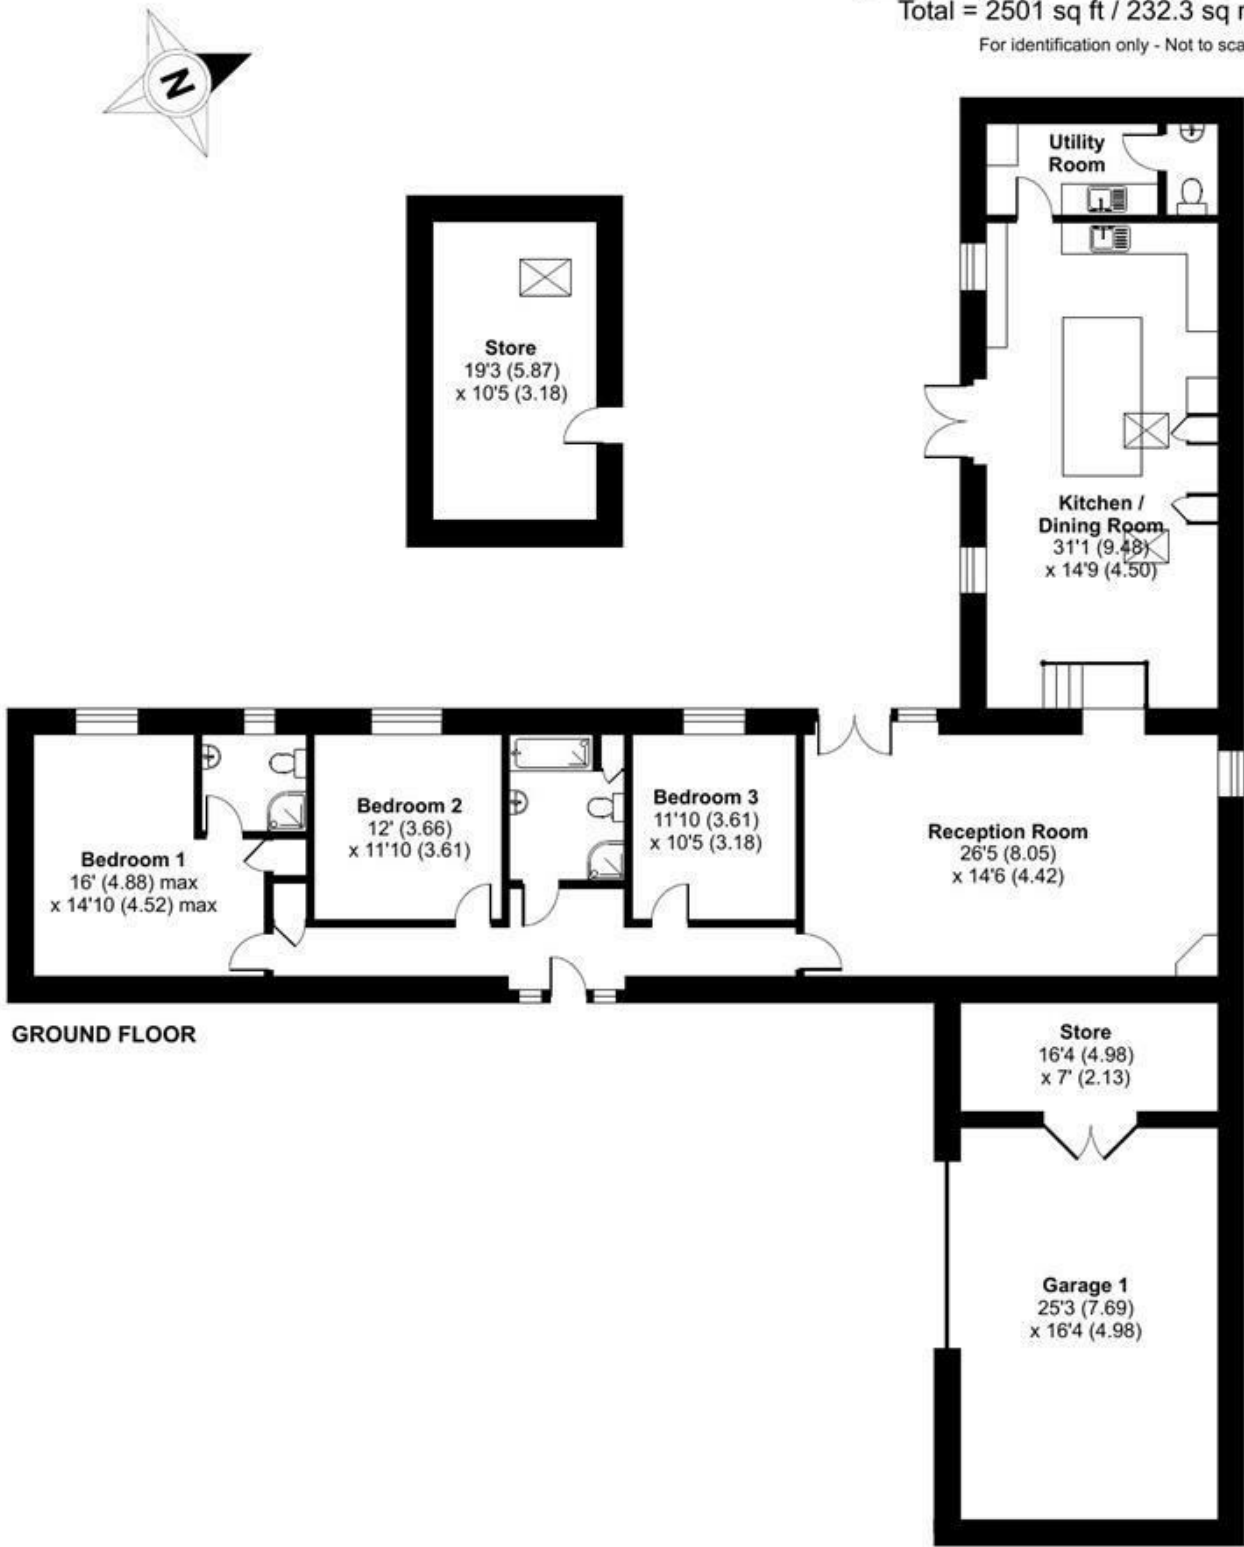 Total = 2501 sq ft / 232.3 sq
For identification only - Not to
N
Utility
Room
Store
19'3 (5.87)
x 10'5 (3.18)
Kitchen /
Dining Room
31'1 (9.48)
x 14'9 (4.50)
Bedroom 1
16' (4.88) max
x 14'10 (4.52) max
Bedroom 2
12' (3.66)
x 11'10 (3.61)
Bedroom 3
11'10 (3.61)
x 10'5 (3.18)
Reception Room
26'5 (8.05)
x 14'6 (4.42)
GROUND FLOOR
Store
16'4 (4.98)
x 7' (2.13)
Garage 1
25'3 (7.69)
x 16'4 (4.98)